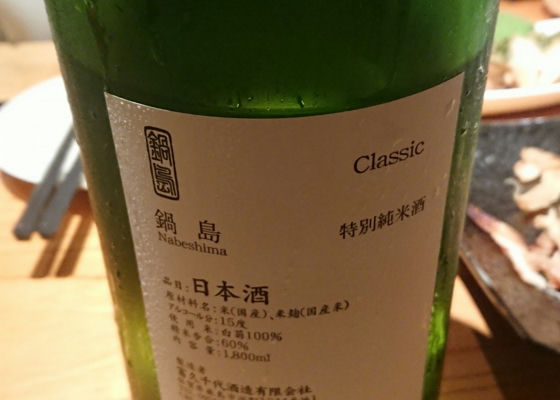 鍋島
鍋島
Nabeshima
Classic
特別純米酒
品目:日本酒
原材料名:米(国産)、米麹(国産米)
アルコール分:15度
使用米:白菊100%
精米歩合:60%
内容量:1,800ml
製造者
富久千代酒造有限会社